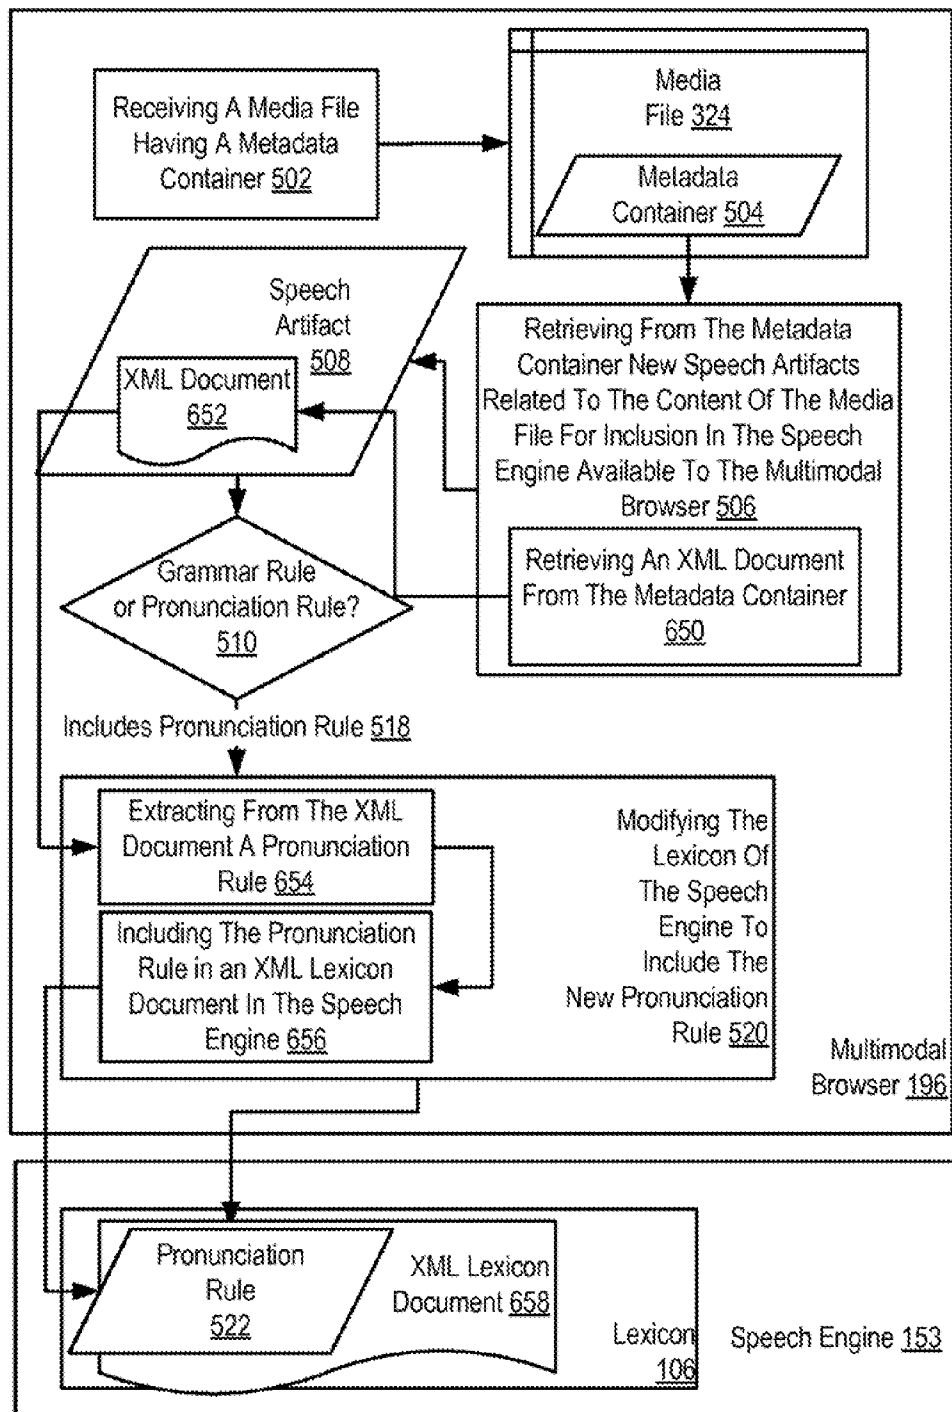 Receiving A Media File
Having A Metadata
Container 502
Media
File 324
Metadata
Container 504
Speech
Artifact
508
XML Document
652
Retrieving From The Metadata
Container New Speech Artifacts
Related To The Content Of The Media
File For Inclusion In The Speech
Engine Available To The Multimodal
Browser 506
Retrieving An XML Document
From The Metadata Container
650
Grammar Rule
or Pronunciation Rule?
510
Includes Pronunciation Rule 518
Extracting From The XML
Document A Pronunciation
Rule 654
Including The Pronunciation
Rule in an XML Lexicon
Document In The Speech
Engine 656
Modifying The
Lexicon Of
The Speech
Engine To
Include The
New Pronunciation
Rule 520
Multimodal
Browser 196
Pronunciation
Rule
522
XML Lexicon
Document 658
Lexicon
106
Speech Engine 153